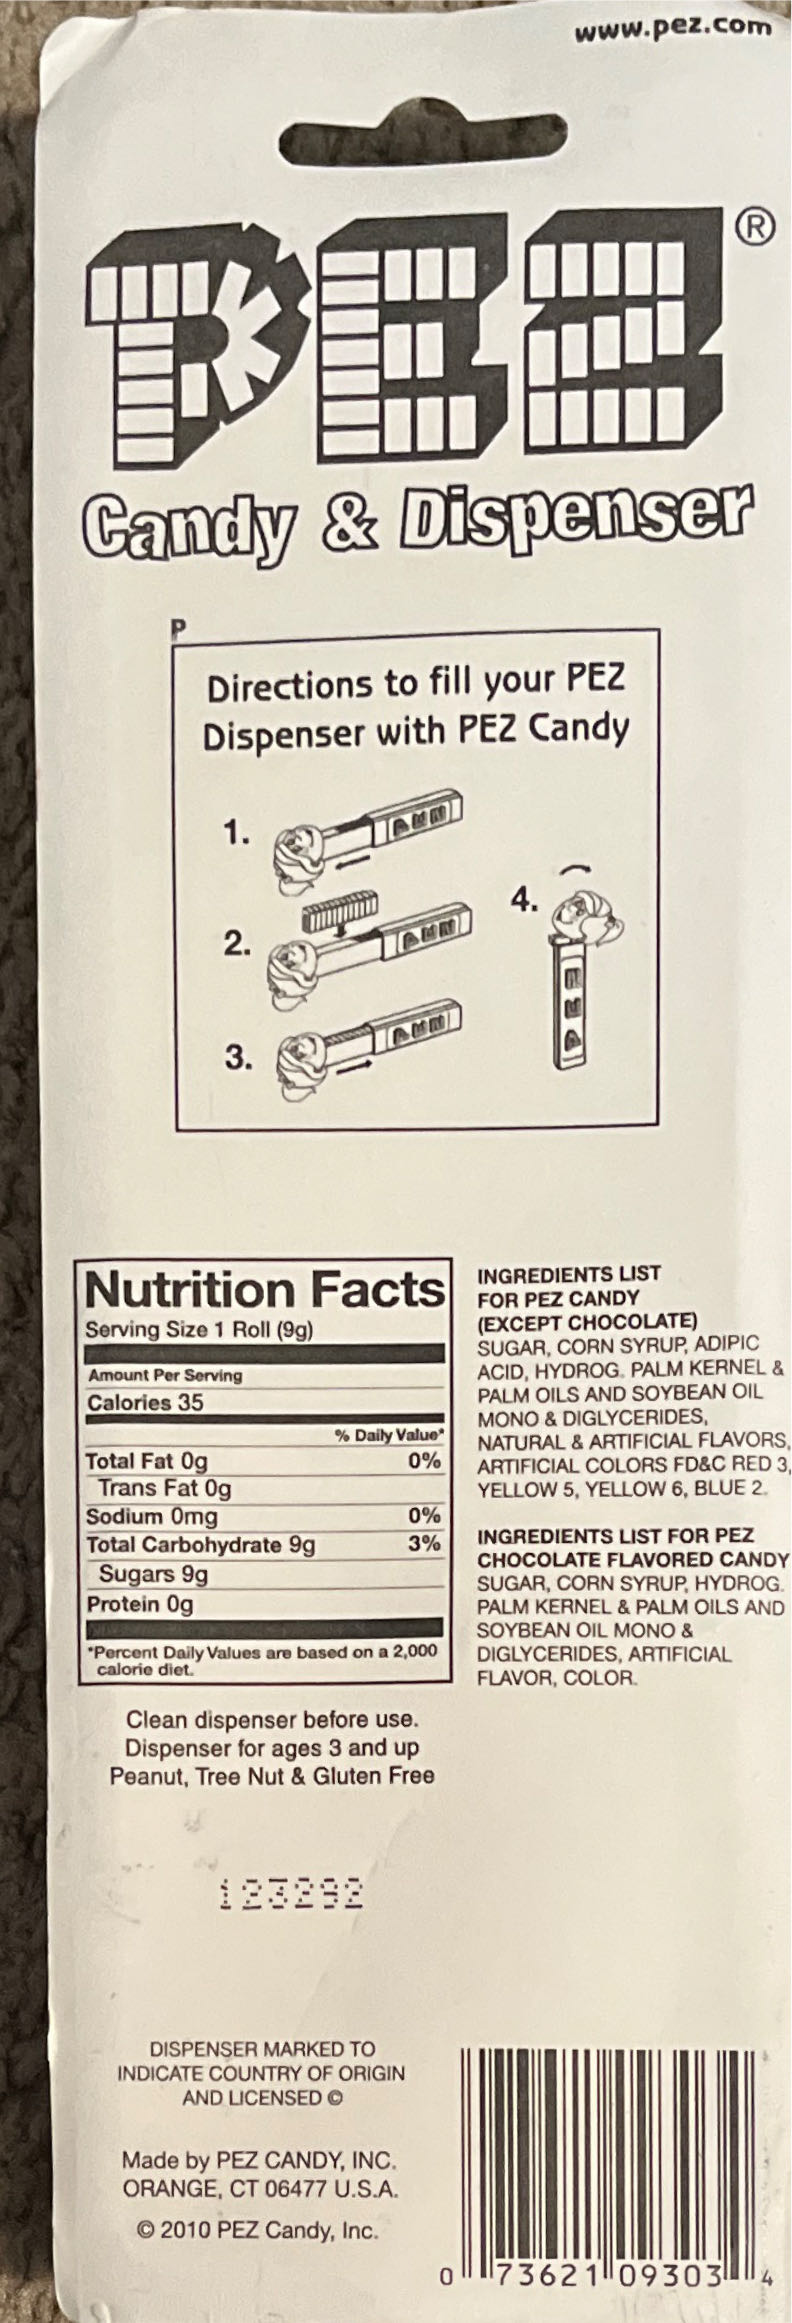 www.pez.com
PEZ®
Candy & Dispenser
P
Directions to fill your PEZ
Dispenser with PEZ Candy
1.
PEZ
2.
PEZ
3.
PEZ
4.
PEZ
Nutrition Facts
Serving Size 1 Roll (9g)
Amount Per Serving
Calories 35
% Daily Value*
Total Fat 0g 0%
Trans Fat 0g
Sodium 0mg 0%
Total Carbohydrate 9g 3%
Sugars 9g
Protein 0g
*Percent Daily Values are based on a 2,000
calorie diet.
INGREDIENTS LIST
FOR PEZ CANDY
(EXCEPT CHOCOLATE)
SUGAR, CORN SYRUP, ADIPIC
ACID, HYDROG. PALM KERNEL &
PALM OILS AND SOYBEAN OIL
MONO & DIGLYCERIDES,
NATURAL & ARTIFICIAL FLAVORS,
ARTIFICIAL COLORS FD&C RED 3,
YELLOW 5, YELLOW 6, BLUE 2.
INGREDIENTS LIST FOR PEZ
CHOCOLATE FLAVORED CANDY
SUGAR, CORN SYRUP, HYDROG.
PALM KERNEL & PALM OILS AND
SOYBEAN OIL MONO &
DIGLYCERIDES, ARTIFICIAL
FLAVOR, COLOR.
Clean dispenser before use.
Dispenser for ages 3 and up
Peanut, Tree Nut & Gluten Free
123292
DISPENSER MARKED TO
INDICATE COUNTRY OF ORIGIN
AND LICENSED ©
Made by PEZ CANDY, INC.
ORANGE, CT 06477 U.S.A.
© 2010 PEZ Candy, Inc.
0 73621 09303 4